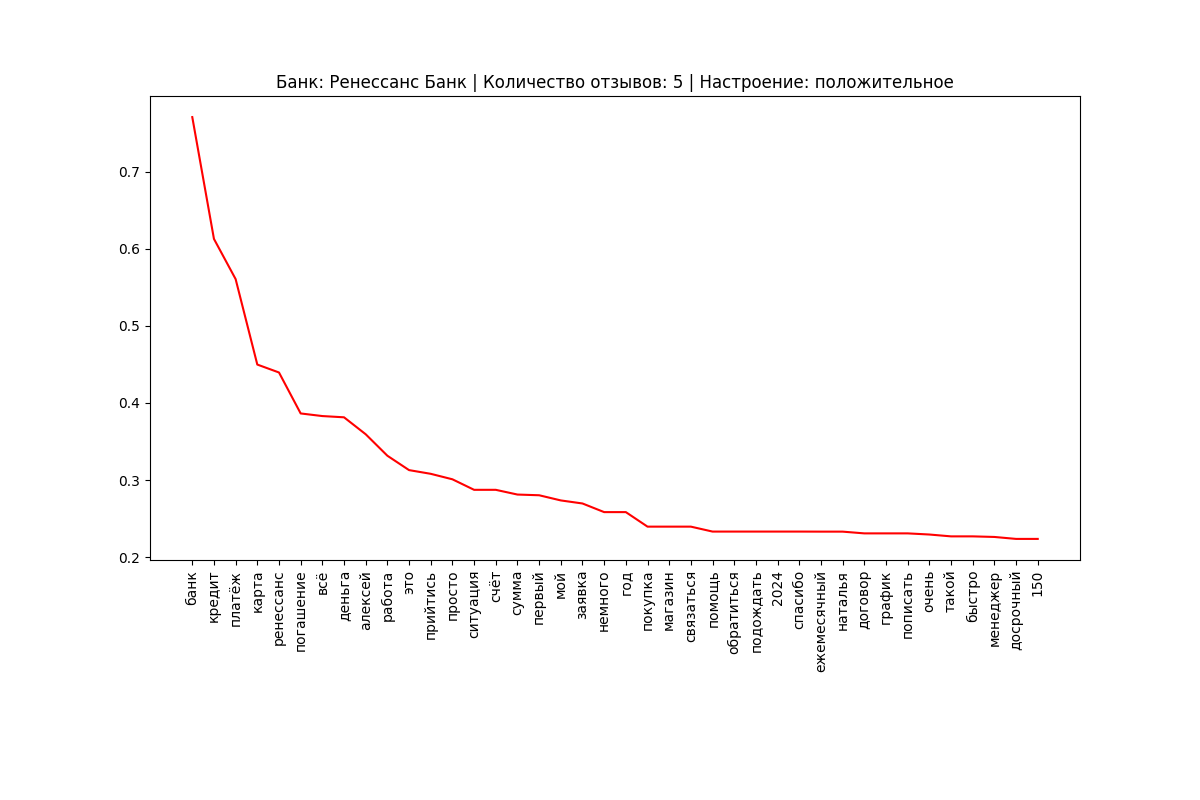 Банк: Ренессанс Банк | Количество отзывов: 5 | Настроение: положительное
0.7
0.6
0.5
0.4
0.3
0.2
банк
кредит
платёж
карта
ренессанс
погашение
всё
деньга
алексей
работа
это
прийтись
просто
ситуация
счёт
сумма
первый
мой
заявка
немного
год
покупка
магазин
связаться
помощь
обратиться
подождать
2024
спасибо
ежемесячный
наталья
договор
график
пописать
очень
такой
быстро
менеджер
досрочный
150